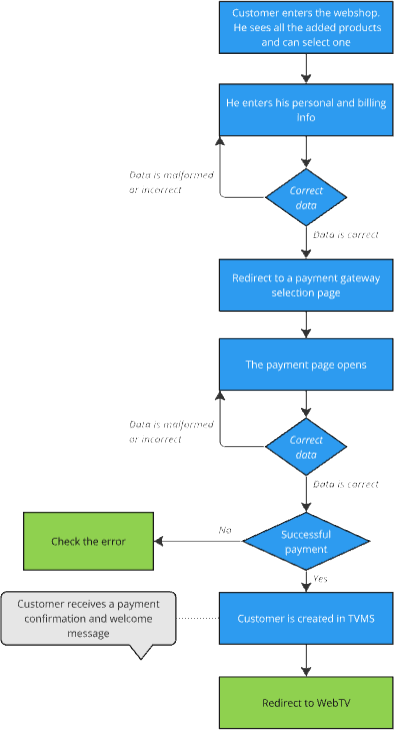 Customer enters the webshop.
He sees all the added products
and can select one
He enters his personal and billing
info
Data is malformed
or incorrect
Correct
data
Data is correct
Redirect to a payment gateway
selection page
The payment page opens
Data is malformed
or incorrect
Correct
data
Data is correct
Successful
payment
No
Check the error
Yes
Customer receives a payment
confirmation and welcome
message
Customer is created in TVMS
Redirect to WebTV